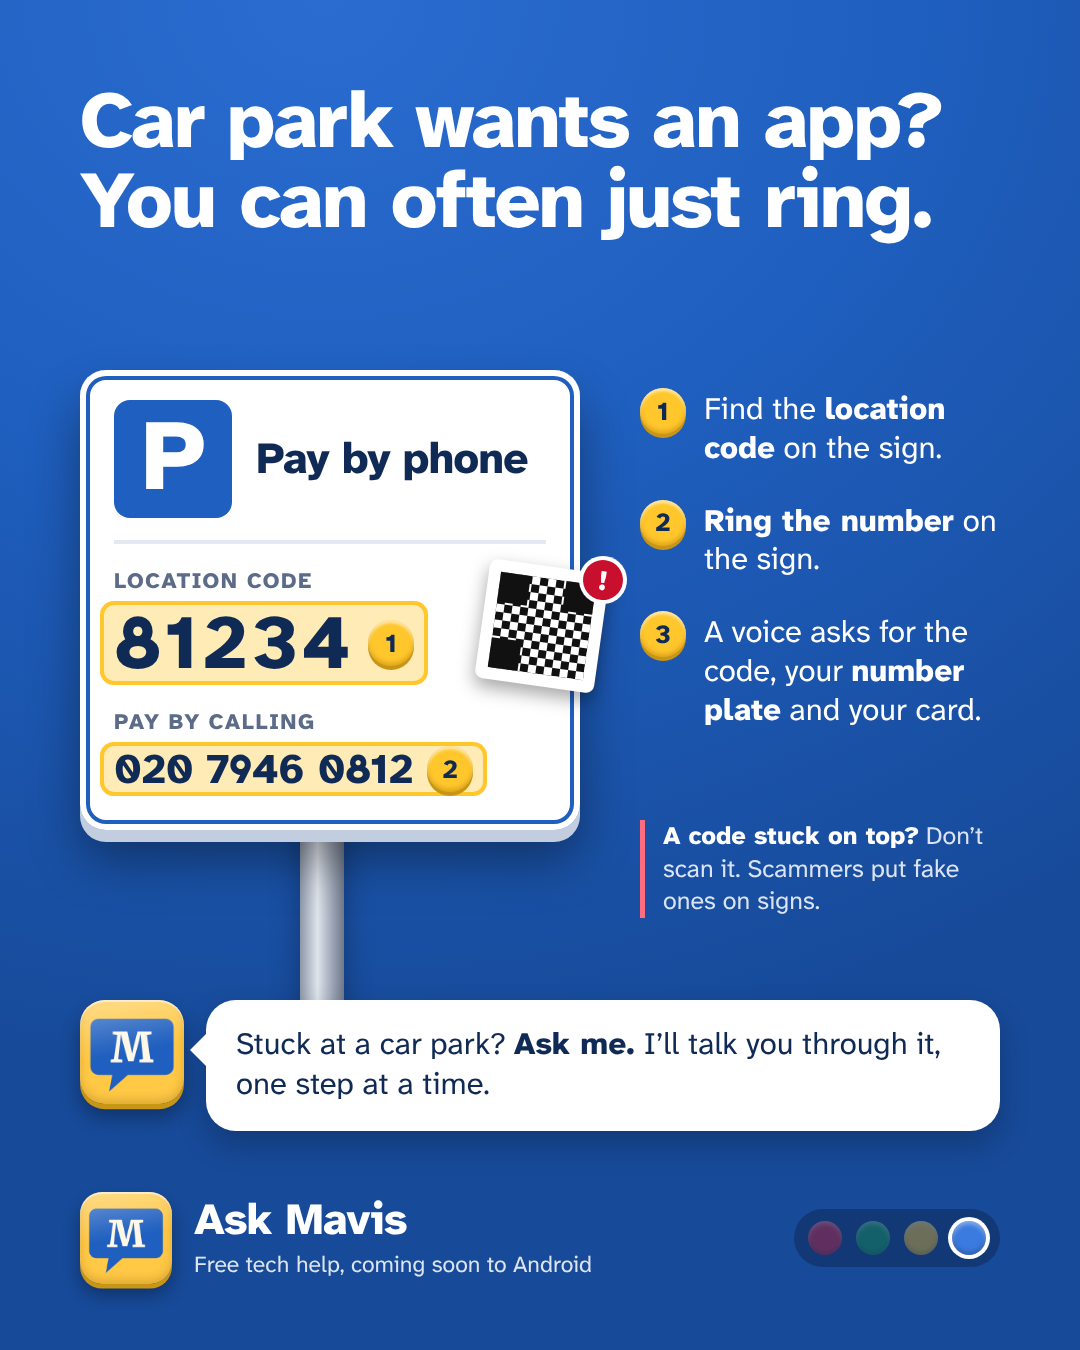 Car park wants an app?
You can often just ring.
P
Pay by phone
LOCATION CODE
81234
1
PAY BY CALLING
020 7946 0812
2
!
1
Find the location
code on the sign.
2
Ring the number on
the sign.
3
A voice asks for the
code, your number
plate and your card.
A code stuck on top? Don’t
scan it. Scammers put fake
ones on signs.
M
Stuck at a car park? Ask me. I’ll talk you through it,
one step at a time.
M
Ask Mavis
Free tech help, coming soon to Android